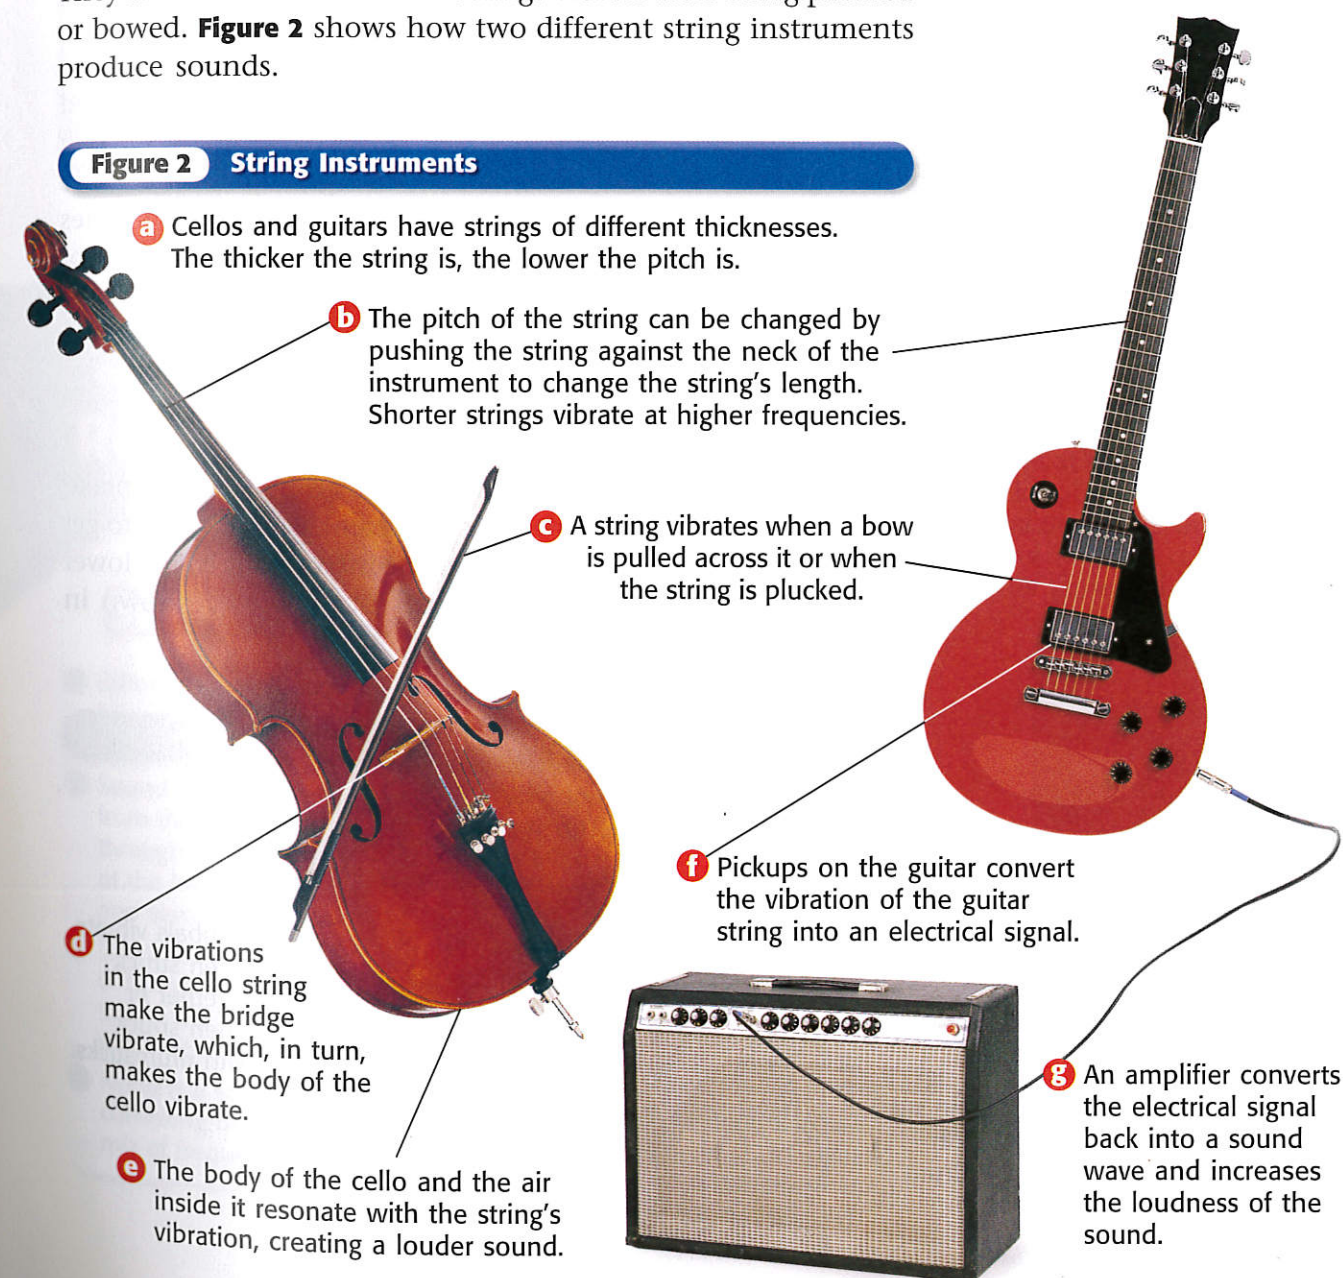 or bowed. Figure 2 shows how two different string instruments
produce sounds.
Figure 2 String Instruments
a Cellos and guitars have strings of different thicknesses.
The thicker the string is, the lower the pitch is.
b The pitch of the string can be changed by
pushing the string against the neck of the
instrument to change the string's length.
Shorter strings vibrate at higher frequencies.
c A string vibrates when a bow
is pulled across it or when
the string is plucked.
d The vibrations
in the cello string
make the bridge
vibrate, which, in turn,
makes the body of the
cello vibrate.
e The body of the cello and the air
inside it resonate with the string's
vibration, creating a louder sound.
f Pickups on the guitar convert
the vibration of the guitar
string into an electrical signal.
g An amplifier converts
the electrical signal
back into a sound
wave and increases
the loudness of the
sound.